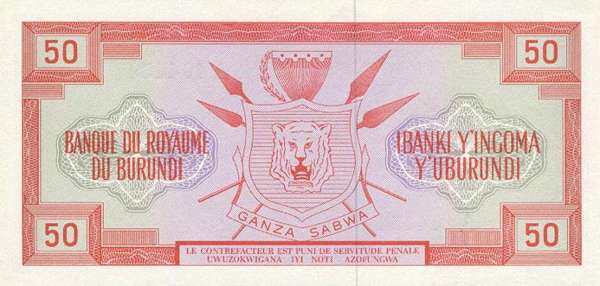 50
50
BANQUE DU ROYAUME
DU BURUNDI
IBANKI Y'INGOMA
Y'UBURUNDI
GANZA SABWA
50
50
LE CONTREFACTEUR EST PUNI DE SERVITUDE PENALE
UWUZOKWIGANA IYI NOTI AZOFUNGWA